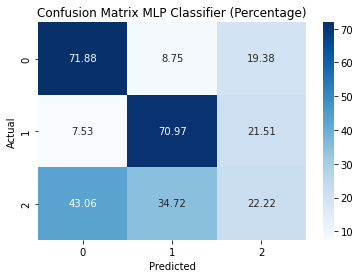 Confusion Matrix MLP Classifier (Percentage)
Actual
0 71.88 8.75 19.38
1 7.53 70.97 21.51
2 43.06 34.72 22.22
0 1 2
Predicted
70
60
50
40
30
20
10